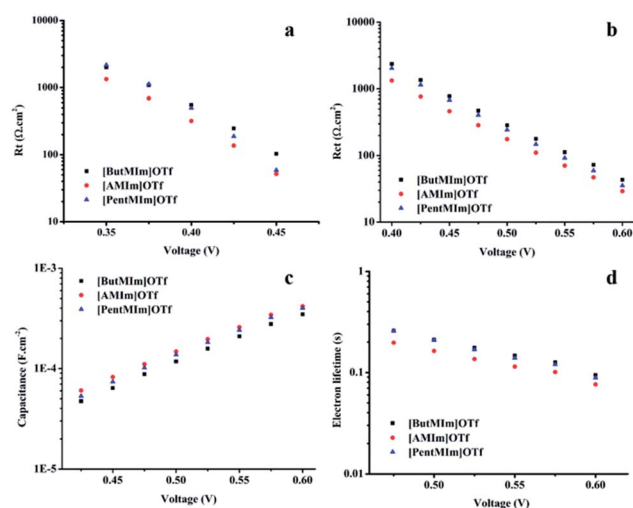 a
10000
1000
100
10
Rt (Ω.cm²)
[ButMIm]OTf
[AMIm]OTf
[PentMIm]OTf
0.35
0.40
0.45
Voltage (V)
b
10000
1000
100
10
Rct (Ω.cm²)
[ButMIm]OTf
[AMIm]OTf
[PentMIm]OTf
0.40
0.45
0.50
0.55
0.60
Voltage (V)
c
1E-3
1E-4
1E-5
Capacitance (F.cm⁻²)
[ButMIm]OTf
[AMIm]OTf
[PentMIm]OTf
0.45
0.50
0.55
0.60
Voltage (V)
d
1
0.1
0.01
Electron lifetime (s)
[ButMIm]OTf
[AMIm]OTf
[PentMIm]OTf
0.50
0.55
0.60
Voltage (V)